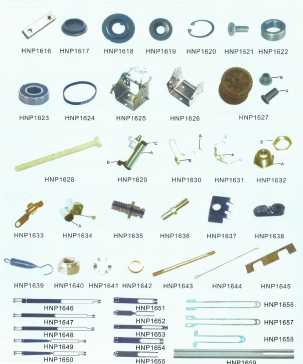 HNP1616 HNP1617 HNP1618 HNP1619 HNP1620 HNP1621 HNP1622
HNP1623 HNP1624 HNP1625 HNP1626 HNP1627
HNP1628 HNP1629 HNP1630 HNP1631 HNP1632
HNP1633 HNP1634 HNP1635 HNP1636 HNP1637 HNP1638
HNP1639 HNP1640 HNP1641 HNP1642 HNP1643 HNP1644 HNP1645
HNP1646 HNP1651 HNP1656
HNP1647 HNP1652
HNP1648 HNP1653 HNP1657
HNP1649 HNP1654 HNP1658
HNP1650 HNP1655 HNP1659